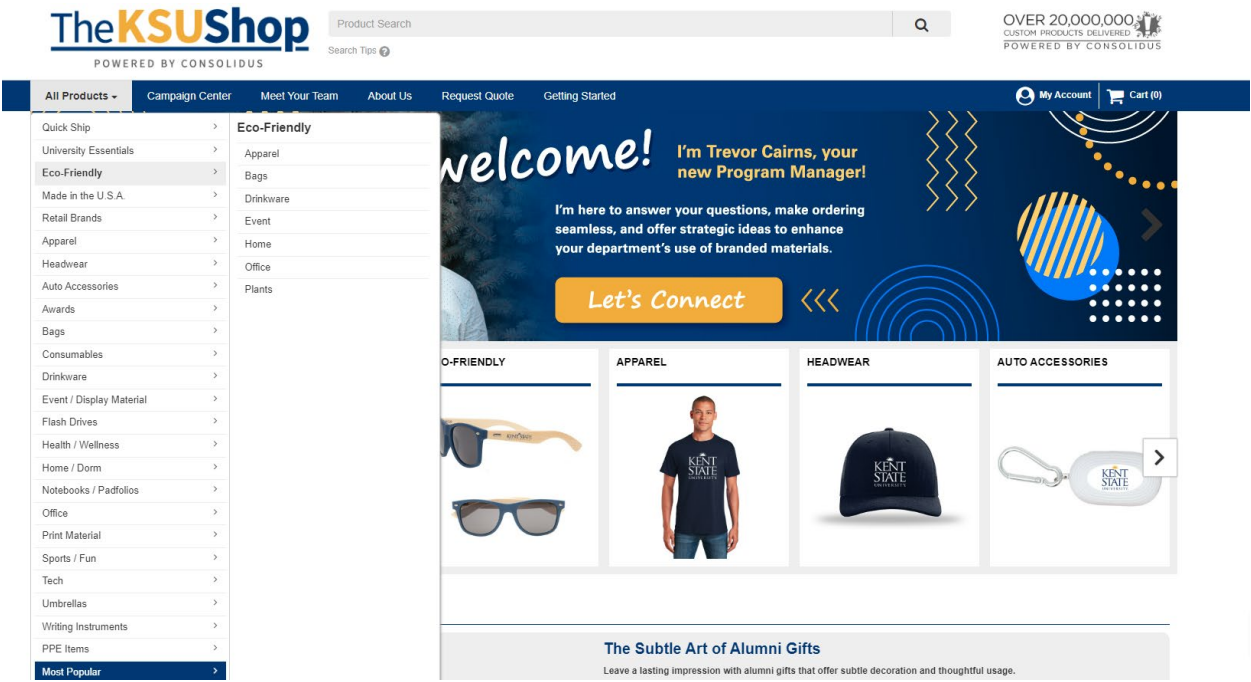 TheKSUShop
POWERED BY CONSOLIDUS
Product Search
Search Tips ?
OVER 20,000,000
CUSTOM PRODUCTS DELIVERED
POWERED BY CONSOLIDUS
All Products
Campaign Center
Meet Your Team
About Us
Request Quote
Getting Started
My Account
Cart (0)
Quick Ship
University Essentials
Eco-Friendly
Made in the U.S.A.
Retail Brands
Apparel
Headwear
Auto Accessories
Awards
Bags
Consumables
Drinkware
Event / Display Material
Flash Drives
Health / Wellness
Home / Dorm
Notebooks / Padfolios
Office
Print Material
Sports / Fun
Tech
Umbrellas
Writing Instruments
PPE Items
Most Popular
Eco-Friendly
Apparel
Bags
Drinkware
Event
Home
Office
Plants
welcome!
I'm Trevor Cairns, your
new Program Manager!
I'm here to answer your questions, make ordering
seamless, and offer strategic ideas to enhance
your department's use of branded materials.
Let's Connect
O-FRIENDLY
APPAREL
KENT
STATE
UNIVERSITY
HEADWEAR
KENT
STATE
UNIVERSITY
AUTO ACCESSORIES
KENT
STATE
UNIVERSITY
The Subtle Art of Alumni Gifts
Leave a lasting impression with alumni gifts that offer subtle decoration and thoughtful usage.